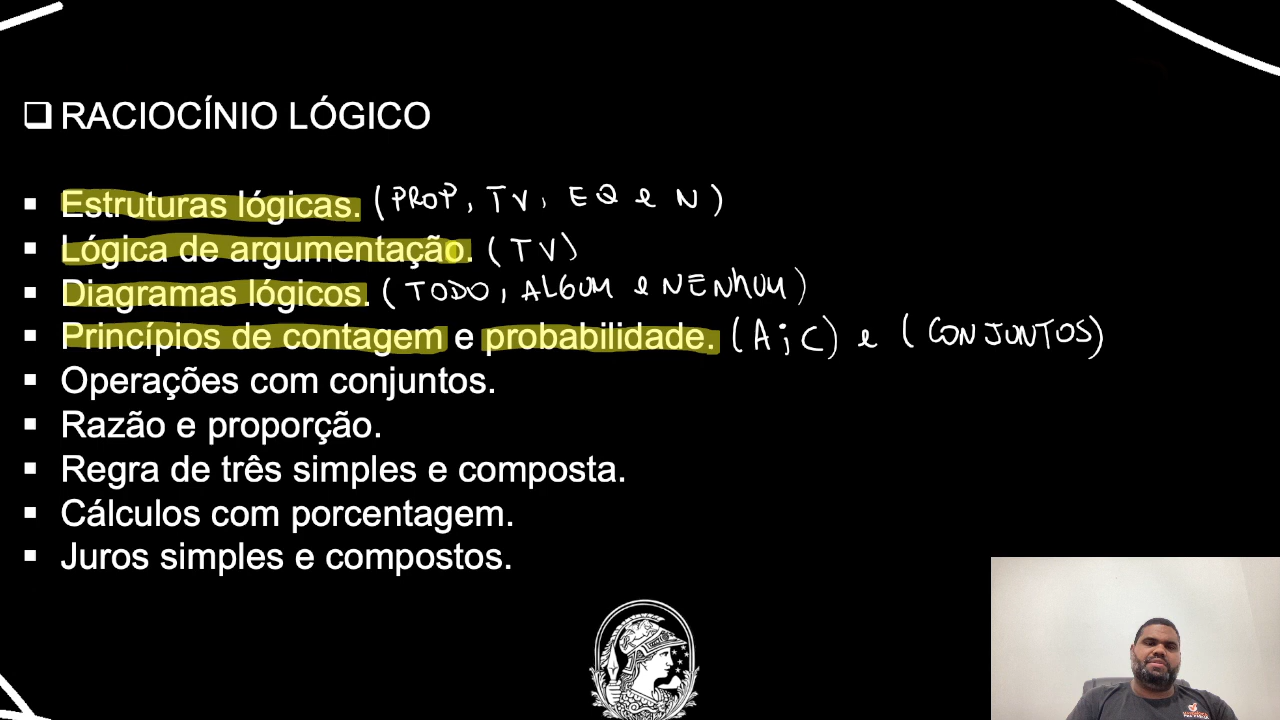 ❑ RACIOCÍNIO LÓGICO
▪ Estruturas lógicas. (PROP, TV, EQ e N)
▪ Lógica de argumentação. (TV)
▪ Diagramas lógicos. (TODO, ALGUM e NENHUM)
▪ Princípios de contagem e probabilidade. (A;C) e (CONJUNTOS)
▪ Operações com conjuntos.
▪ Razão e proporção.
▪ Regra de três simples e composta.
▪ Cálculos com porcentagem.
▪ Juros simples e compostos.